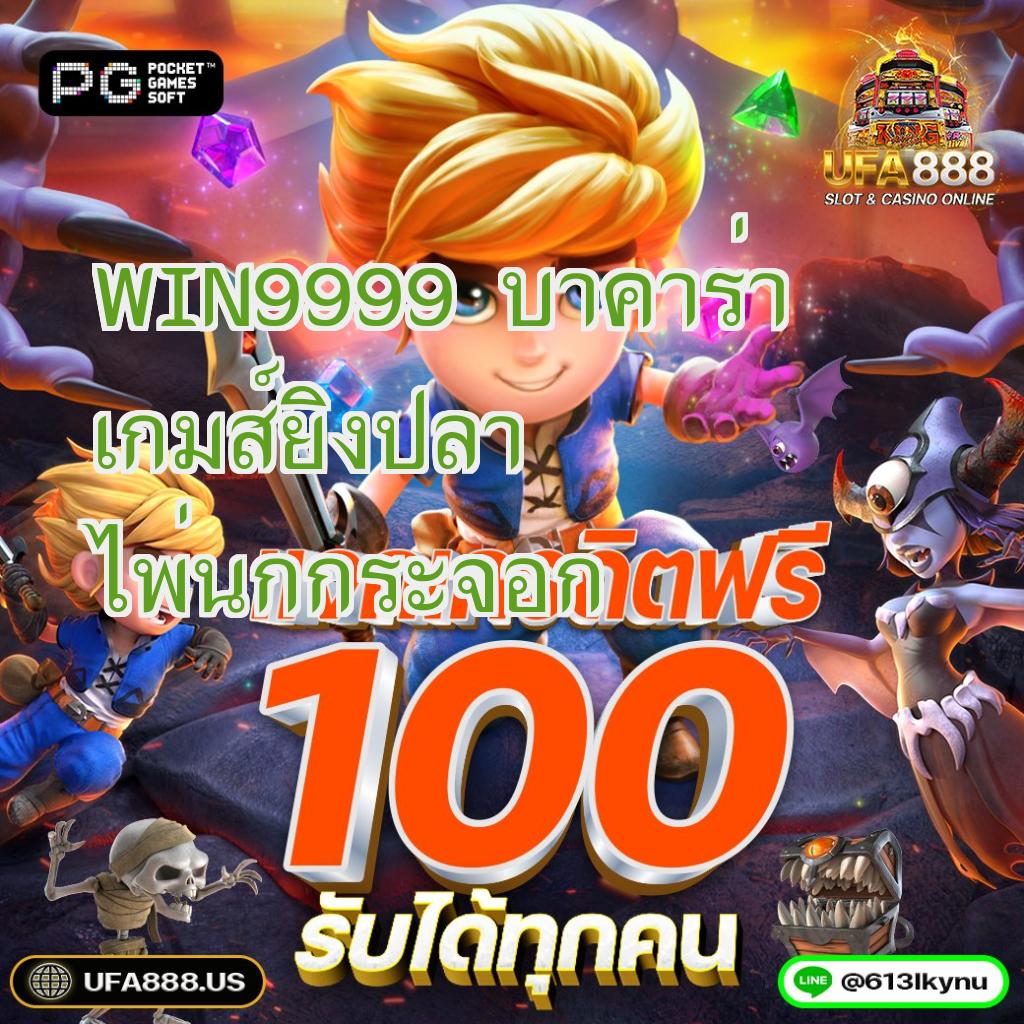 PG POCKET GAMES SOFT™
UFA888
SLOT & CASINO ONLINE
WIN9999 บาคาร่า
เกมส์ยิงปลา
ไพ่นกกระจอก
ฟรี
100
รับได้ทุกคน
UFA888.US
LINE @613lkynu